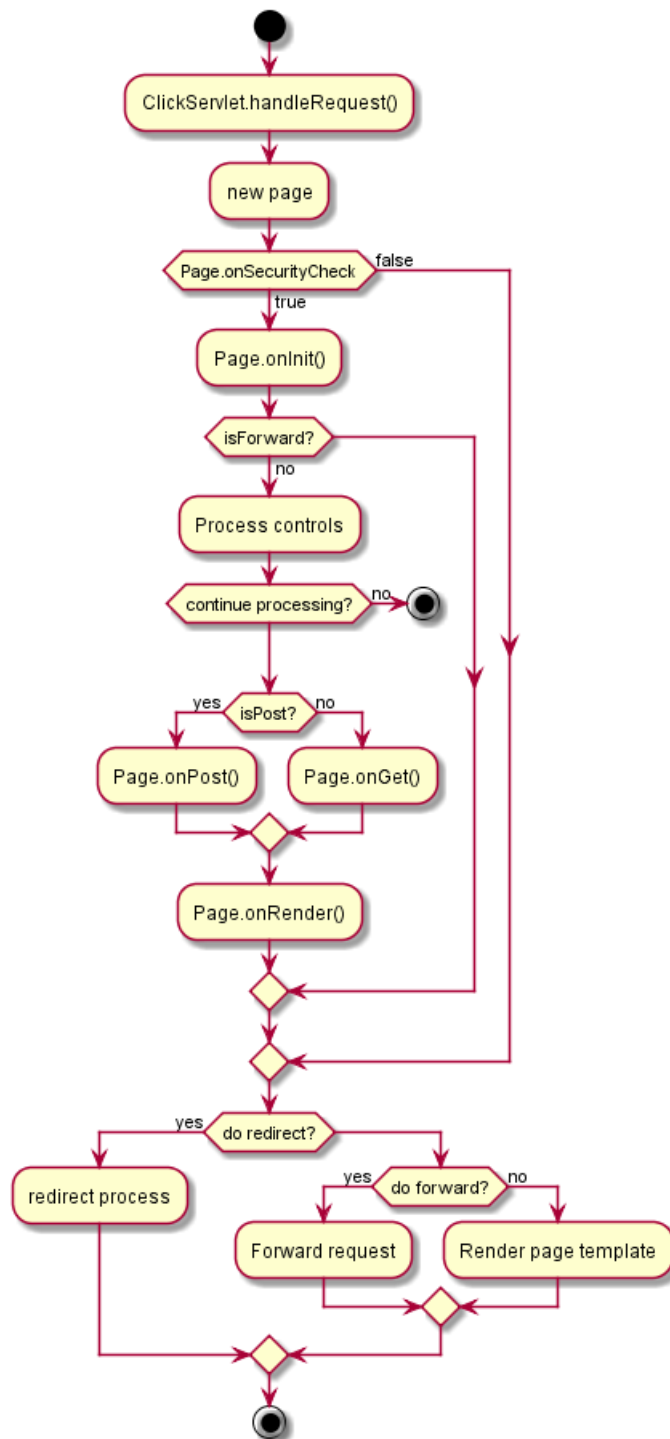 ClickServlet.handleRequest()
new page
Page.onSecurityCheck
false
true
Page.onInit()
isForward?
no
Process controls
continue processing?
no
yes
isPost?
no
Page.onPost()
Page.onGet()
Page.onRender()
yes
do redirect?
redirect process
yes
do forward?
no
Forward request
Render page template